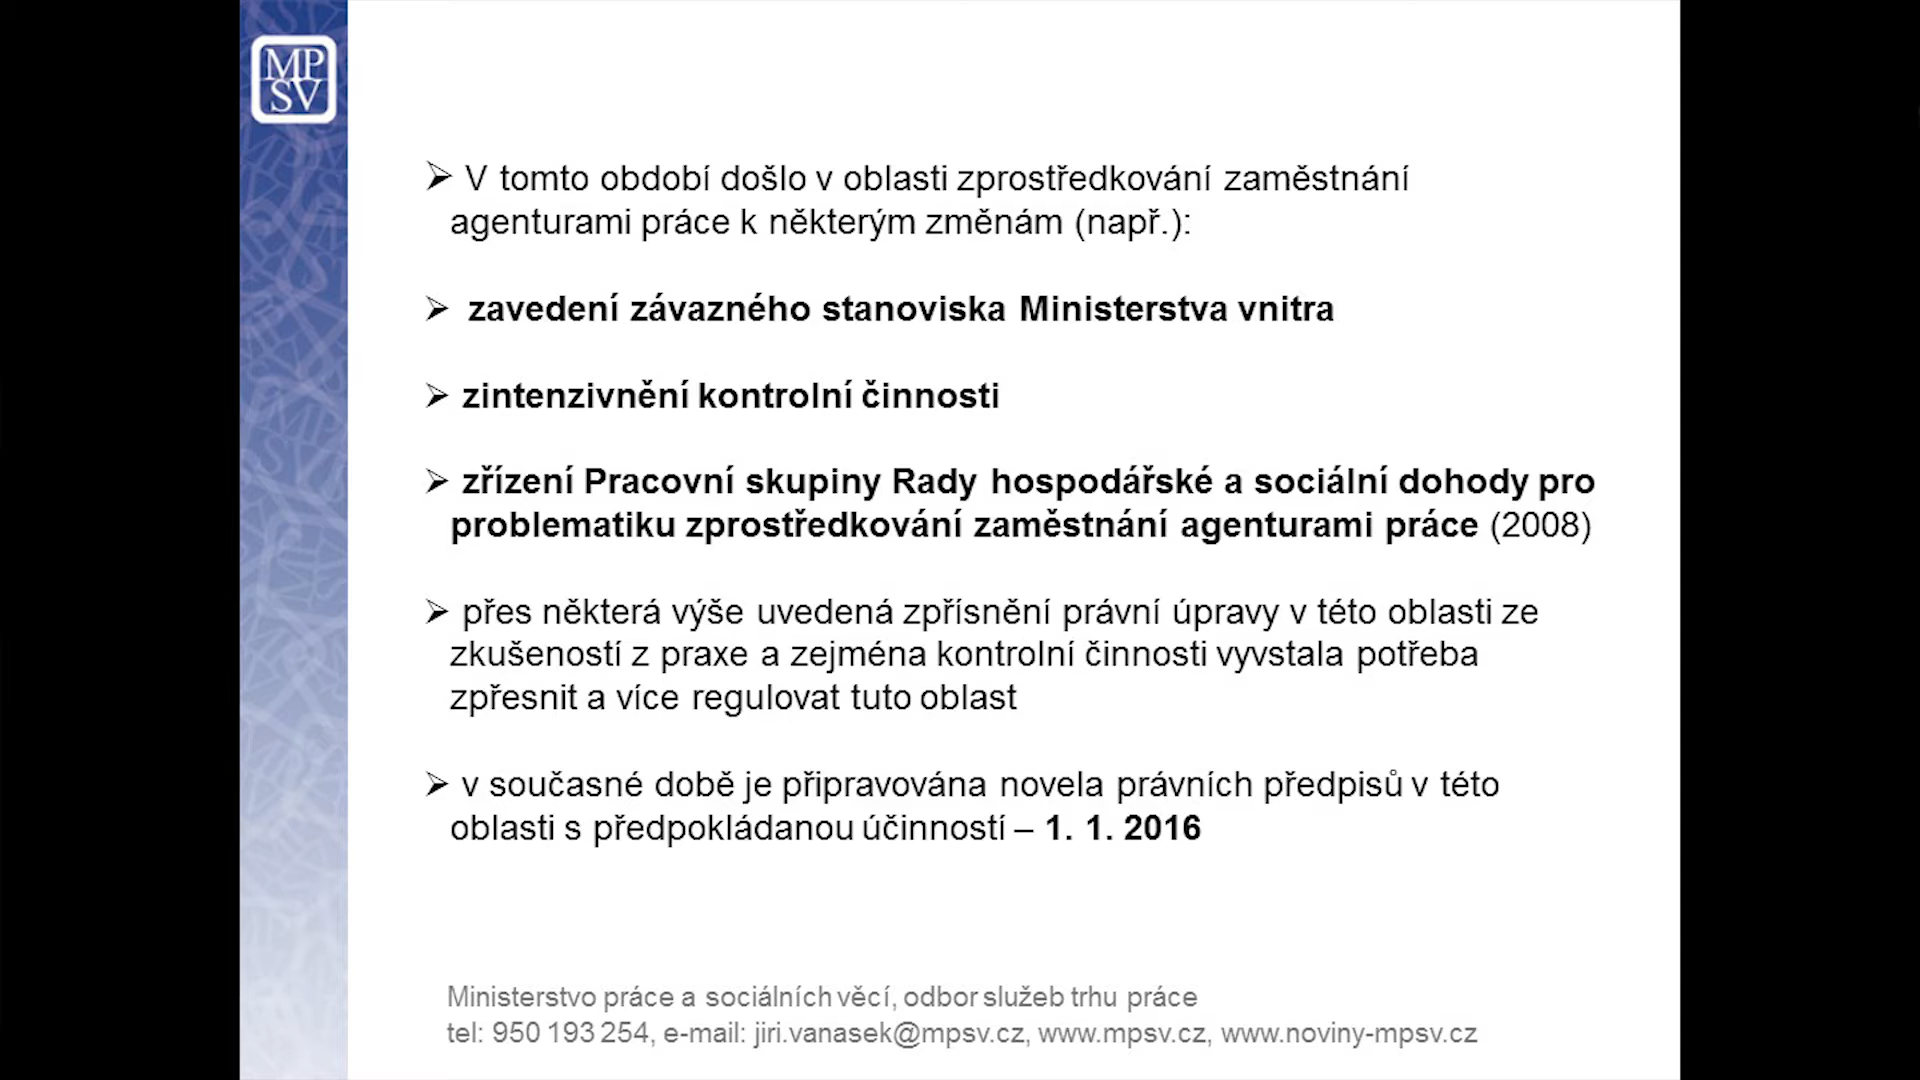 MP
SV
V tomto období došlo v oblasti zprostředkování zaměstnání
agenturami práce k některým změnám (např.):
zavedení závazného stanoviska Ministerstva vnitra
zintenzivnění kontrolní činnosti
zřízení Pracovní skupiny Rady hospodářské a sociální dohody pro
problematiku zprostředkování zaměstnání agenturami práce (2008)
přes některá výše uvedená zpřísnění právní úpravy v této oblasti ze
zkušeností z praxe a zejména kontrolní činnosti vyvstala potřeba
zpřesnit a více regulovat tuto oblast
v současné době je připravována novela právních předpisů v této
oblasti s předpokládanou účinností – 1. 1. 2016
Ministerstvo práce a sociálních věcí, odbor služeb trhu práce
tel: 950 193 254, e-mail: jiri.vanasek@mpsv.cz, www.mpsv.cz, www.noviny-mpsv.cz